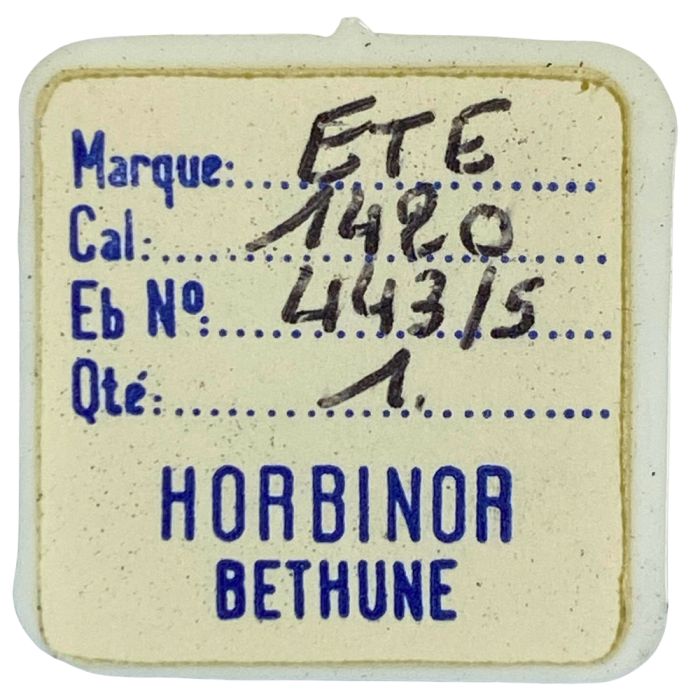 Marque: ETE
Cal: 1420
Eb Nº: 443/5
Qté: 1.
HORBINOR
BETHUNE